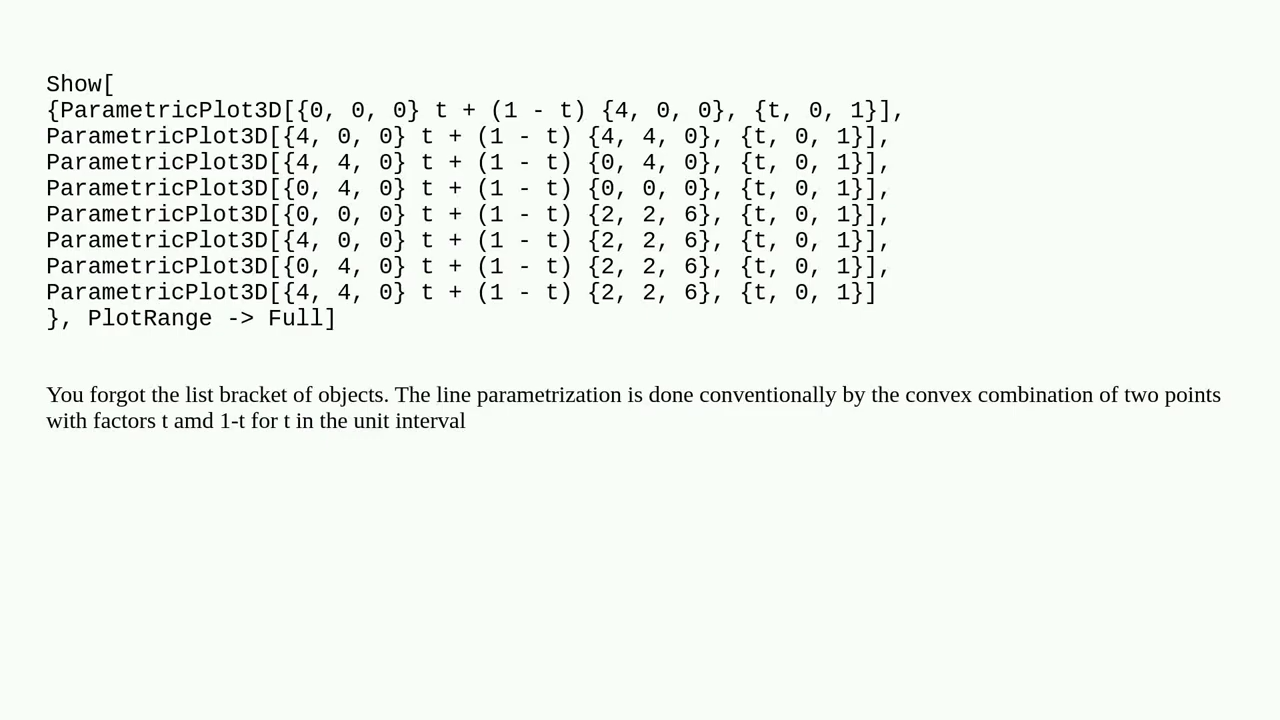 Show[
{ParametricPlot3D[{0, 0, 0} t + (1 - t) {4, 0, 0}, {t, 0, 1}],
ParametricPlot3D[{4, 0, 0} t + (1 - t) {4, 4, 0}, {t, 0, 1}],
ParametricPlot3D[{4, 4, 0} t + (1 - t) {0, 4, 0}, {t, 0, 1}],
ParametricPlot3D[{0, 4, 0} t + (1 - t) {0, 0, 0}, {t, 0, 1}],
ParametricPlot3D[{0, 0, 0} t + (1 - t) {2, 2, 6}, {t, 0, 1}],
ParametricPlot3D[{4, 0, 0} t + (1 - t) {2, 2, 6}, {t, 0, 1}],
ParametricPlot3D[{0, 4, 0} t + (1 - t) {2, 2, 6}, {t, 0, 1}],
ParametricPlot3D[{4, 4, 0} t + (1 - t) {2, 2, 6}, {t, 0, 1}]
}, PlotRange -> Full]
You forgot the list bracket of objects. The line parametrization is done conventionally by the convex combination of two points
with factors t amd 1-t for t in the unit interval